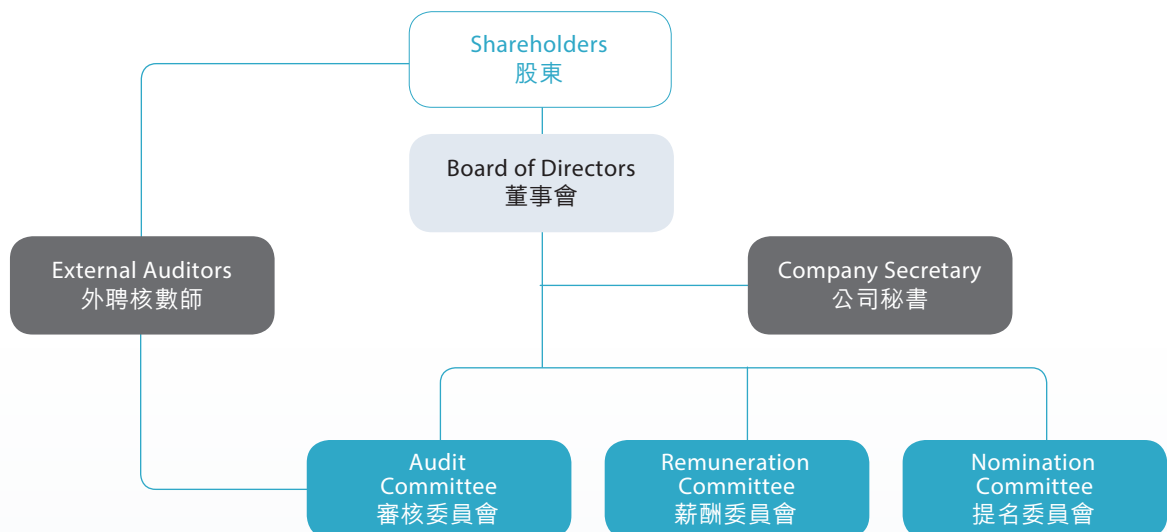 Shareholders
股東
Board of Directors
董事會
External Auditors
外聘核數師
Company Secretary
公司秘書
Audit
Committee
審核委員會
Remuneration
Committee
薪酬委員會
Nomination
Committee
提名委員會